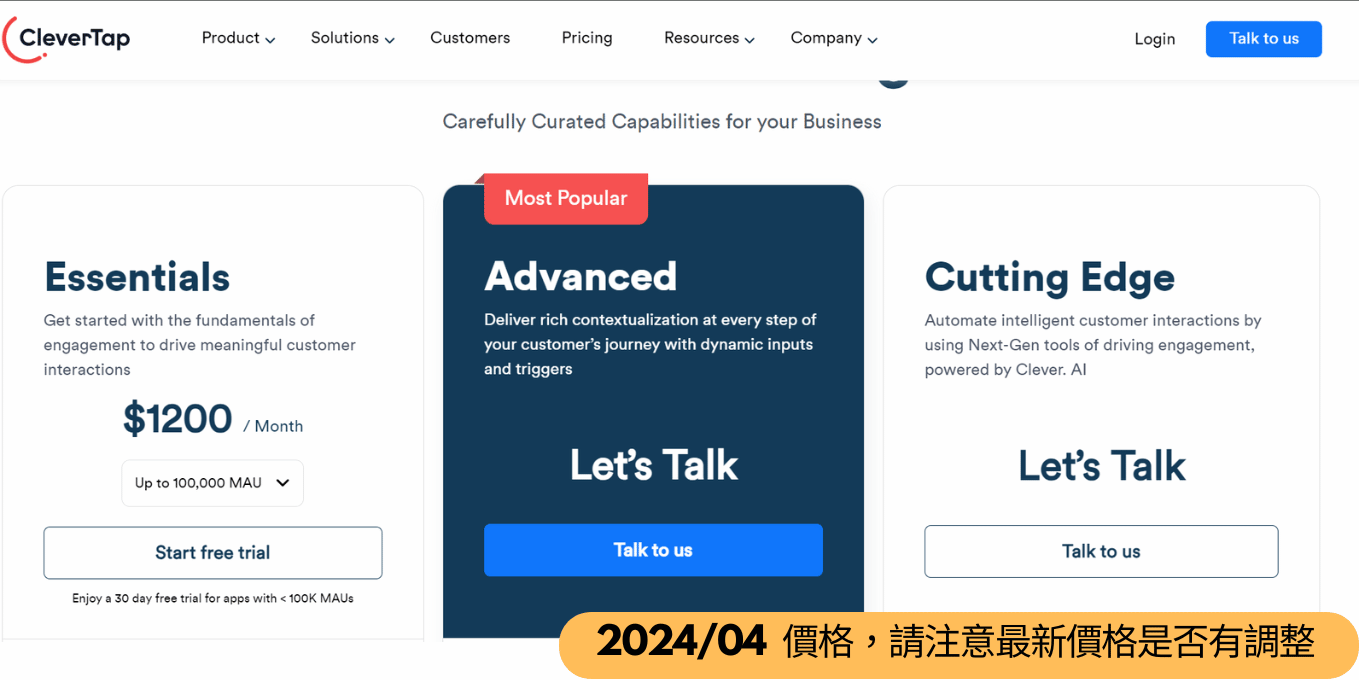 CleverTap Product Solutions Customers Pricing Resources Company Login Talk to us
Carefully Curated Capabilities for your Business
Essentials
Get started with the fundamentals of
engagement to drive meaningful customer
interactions
$1200 / Month
Up to 100,000 MAU
Start free trial
Enjoy a 30 day free trial for apps with < 100K MAUs
Most Popular
Advanced
Deliver rich contextualization at every step of
your customer's journey with dynamic inputs
and triggers
Let's Talk
Talk to us
Cutting Edge
Automate intelligent customer interactions by
using Next-Gen tools of driving engagement,
powered by Clever. AI
Let's Talk
Talk to us
2024/04 價格，請注意最新價格是否有調整